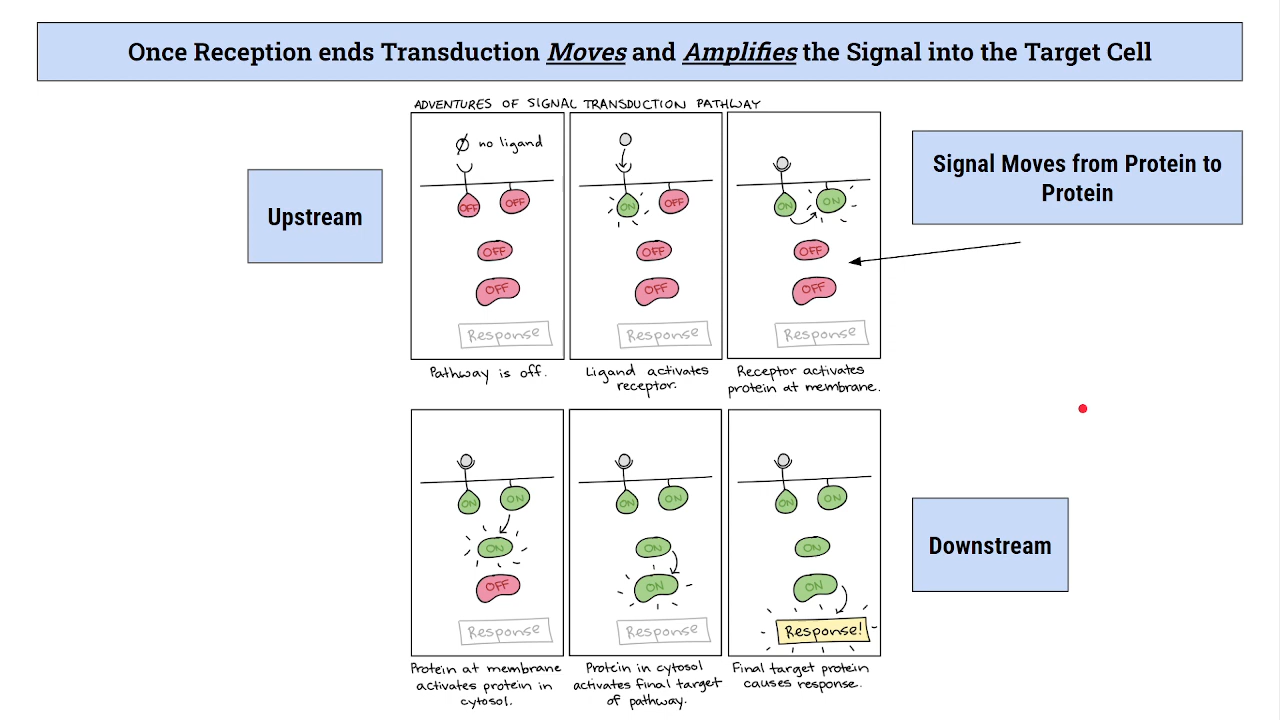 Once Reception ends Transduction Moves and Amplifies the Signal into the Target Cell
ADVENTURES OF SIGNAL TRANSDUCTION PATHWAY
Upstream
Signal Moves from Protein to
Protein
Ø no ligand
OFF OFF
OFF
OFF
Response
Pathway is off.
ON OFF
OFF
OFF
Response
Ligand activates
receptor.
ON ON
OFF
OFF
Response
Receptor activates
protein at membrane.
ON ON
ON
OFF
Response
Protein at membrane
activates protein in
cytosol.
ON ON
ON
ON
Response
Protein in cytosol
activates final target
of pathway.
ON ON
ON
ON
Response!
Final target protein
causes response.
Downstream